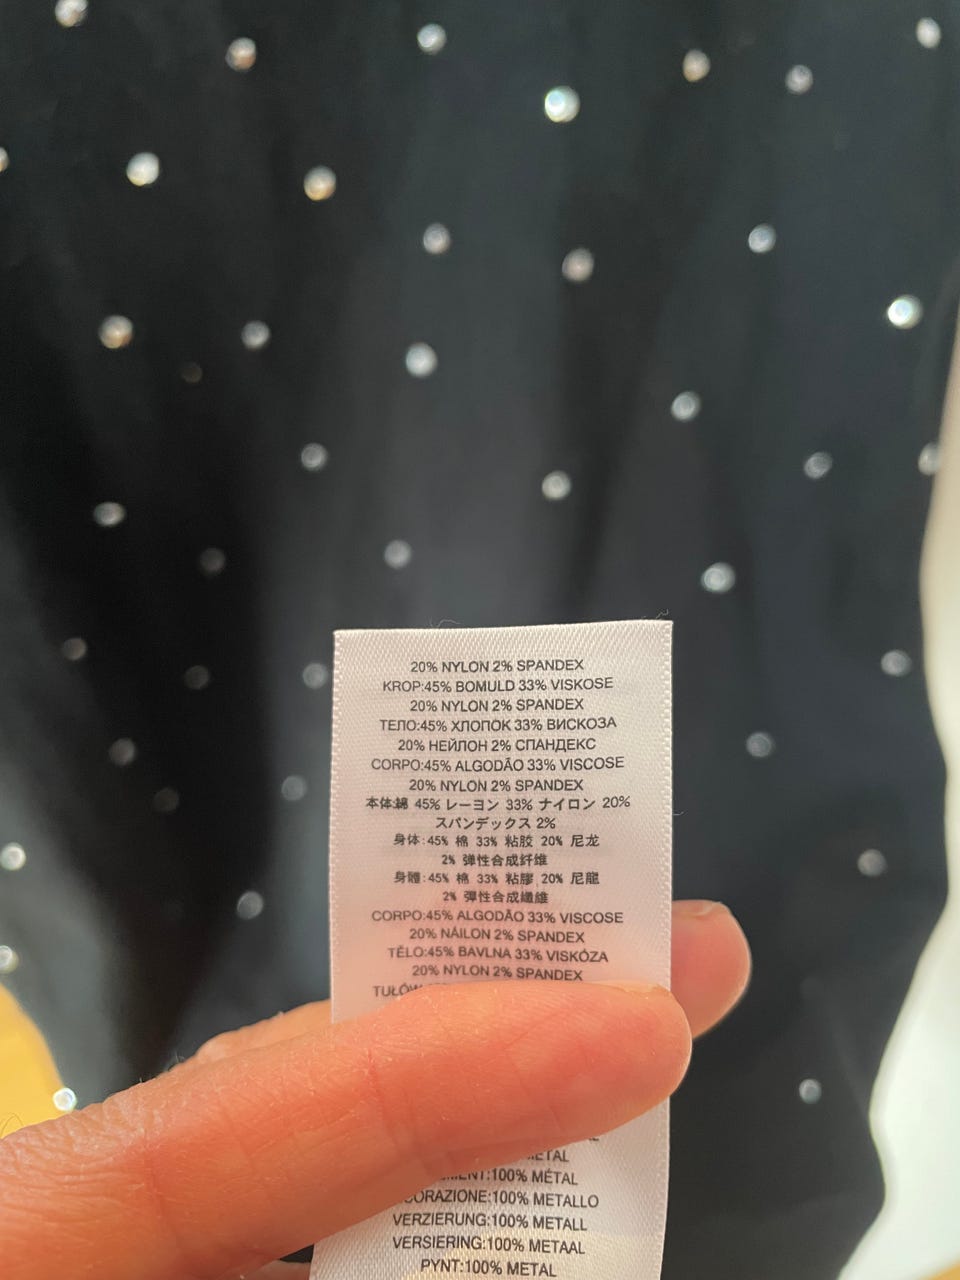 20% NYLON 2% SPANDEX
KROP:45% BOMULD 33% VISKOSE
20% NYLON 2% SPANDEX
ТЕЛО:45% ХЛОПОК 33% ВИСКОЗА
20% НЕЙЛОН 2% СПАНДЕКС
CORPO:45% ALGODÃO 33% VISCOSE
20% NYLON 2% SPANDEX
本体:綿 45% レーヨン 33% ナイロン 20%
スパンデックス 2%
身体:45% 棉 33% 粘胶 20% 尼龙
2% 弹性合成纤维
身體:45% 棉 33% 粘膠 20% 尼龍
2% 彈性合成纖維
CORPO:45% ALGODÃO 33% VISCOSE
20% NÁILON 2% SPANDEX
TĚLO:45% BAVLNA 33% VISKÓZA
20% NYLON 2% SPANDEX
:100% MÉTAL
:100% METALLO
VERZIERUNG:100% METALL
VERSIERING:100% METAAL
PYNT:100% METAL